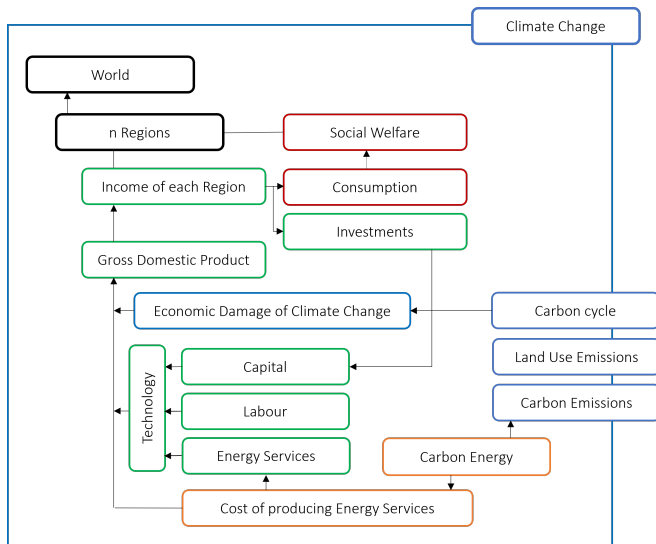 Climate Change
World
n Regions
Social Welfare
Income of each Region
Consumption
Investments
Gross Domestic Product
Economic Damage of Climate Change
Carbon cycle
Land Use Emissions
Capital
Technology
Labour
Carbon Emissions
Energy Services
Carbon Energy
Cost of producing Energy Services